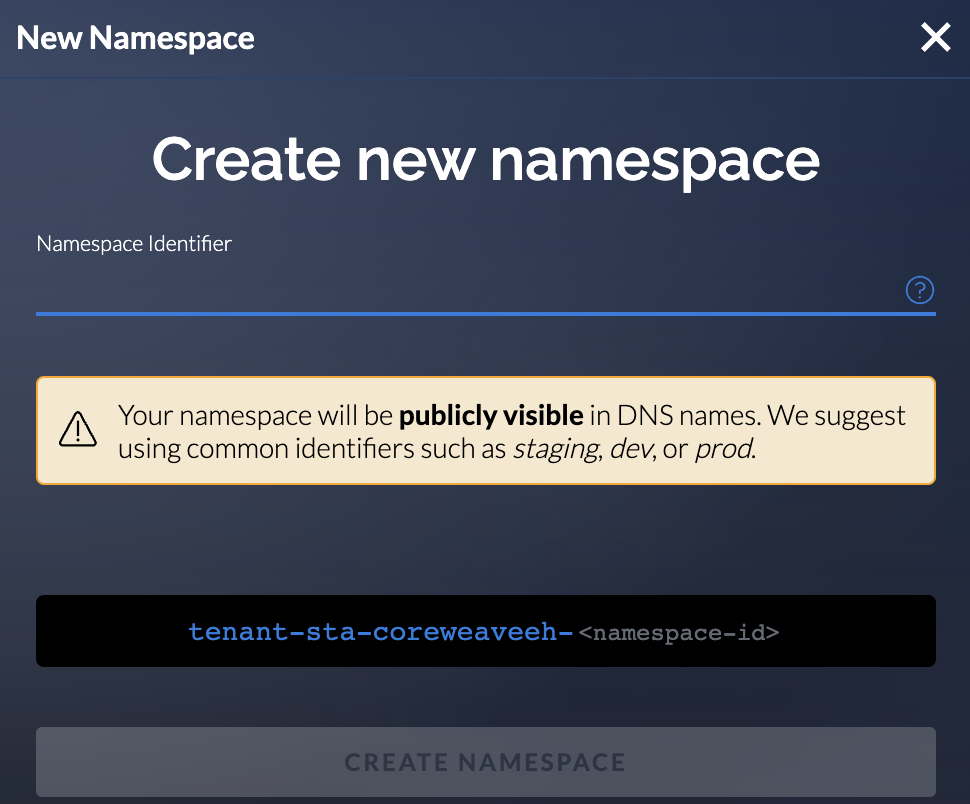 New Namespace
Create new namespace
Namespace Identifier
?
Your namespace will be publicly visible in DNS names. We suggest
using common identifiers such as staging, dev, or prod.
tenant-sta-coreweaveeh-<namespace-id>
CREATE NAMESPACE